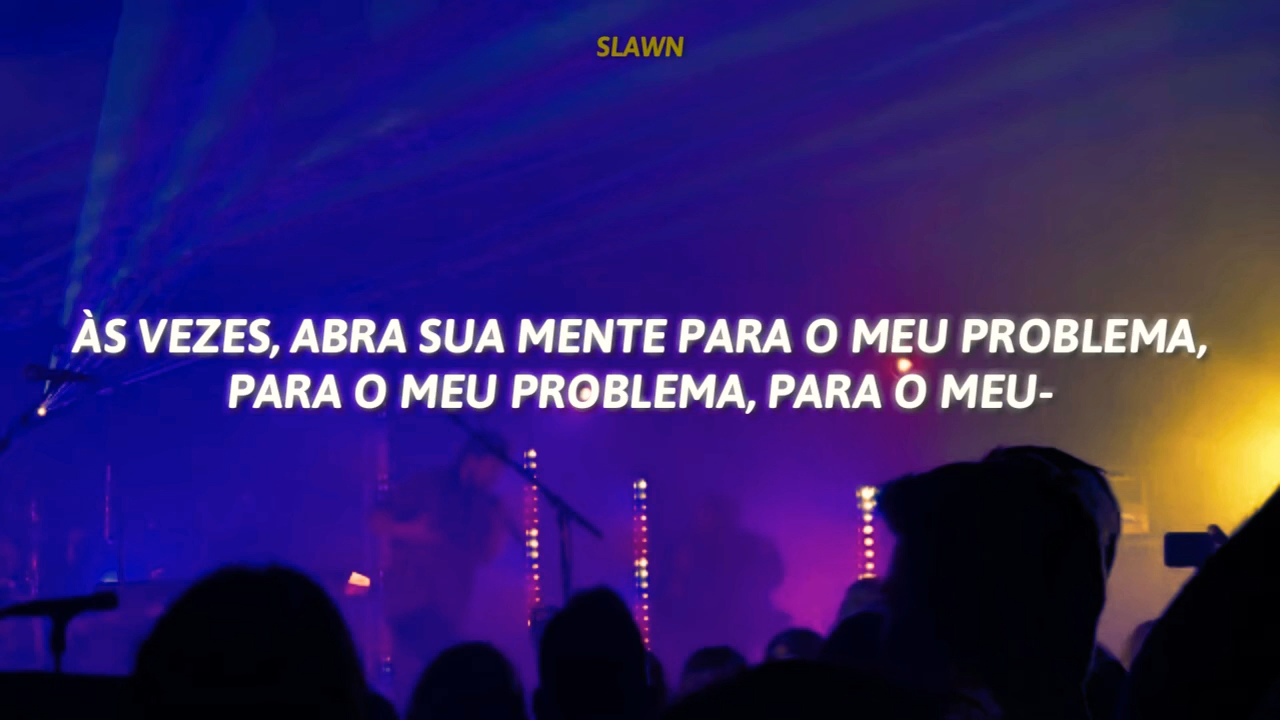 SLAWN
ÀS VEZES, ABRA SUA MENTE PARA O MEU PROBLEMA,
PARA O MEU PROBLEMA, PARA O MEU-